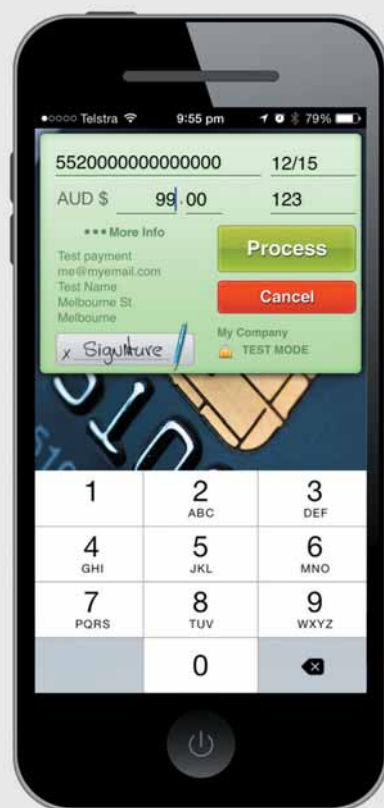 Telstra 9:55 pm 79%
5520000000000000 12/15
AUD $ 99.00 123
•••More Info
Process
Test payment
me@myemail.com
Test Name
Cancel
Melbourne St
Melbourne
My Company
x Signature
TEST MODE
1 2 3
ABC DEF
4 5 6
GHI JKL MNO
7 8 9
PQRS TUV WXYZ
0